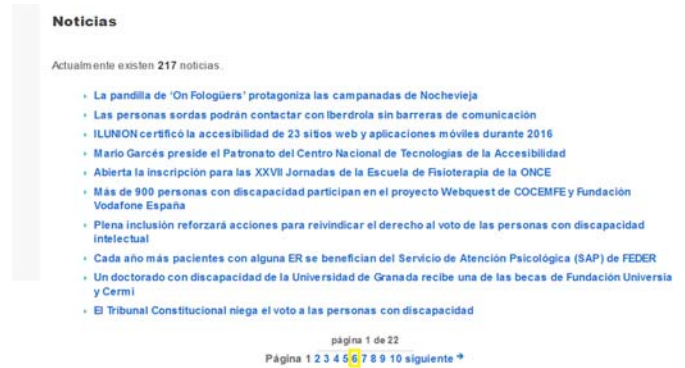 Noticias
Actualmente existen 217 noticias.
La pandilla de ‘On Fologüers’ protagoniza las campanadas de Nochevieja
Las personas sordas podrán contactar con Iberdrola sin barreras de comunicación
ILUNION certificó la accesibilidad de 23 sitios web y aplicaciones móviles durante 2016
Mario Garcés preside el Patronato del Centro Nacional de Tecnologías de la Accesibilidad
Abierta la inscripción para las XXVII Jornadas de la Escuela de Fisioterapia de la ONCE
Más de 900 personas con discapacidad participan en el proyecto Webquest de COCEMFE y Fundación
Vodafone España
Plena inclusión reforzará acciones para reivindicar el derecho al voto de las personas con discapacidad
intelectual
Cada año más pacientes con alguna ER se benefician del Servicio de Atención Psicológica (SAP) de FEDER
Un doctorado con discapacidad de la Universidad de Granada recibe una de las becas de Fundación Universia
y Cermi
El Tribunal Constitucional niega el voto a las personas con discapacidad
página 1 de 22
Página 1 2 3 4 5 6 7 8 9 10 siguiente →